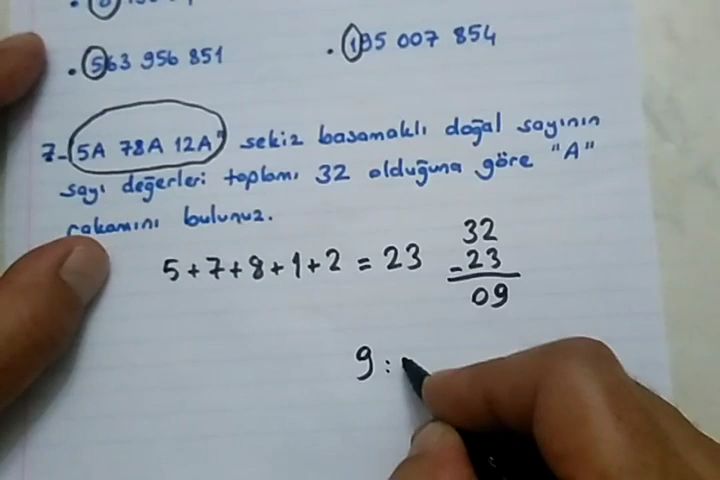 . 563 956 851
. 195 007 854
7- "5A 78A 12A" sekiz basamaklı doğal sayının
sayı değerleri toplamı 32 olduğuna göre "A"
rakamını bulunuz.
5+7+8+1+2 = 23
32
-23
09
9 :